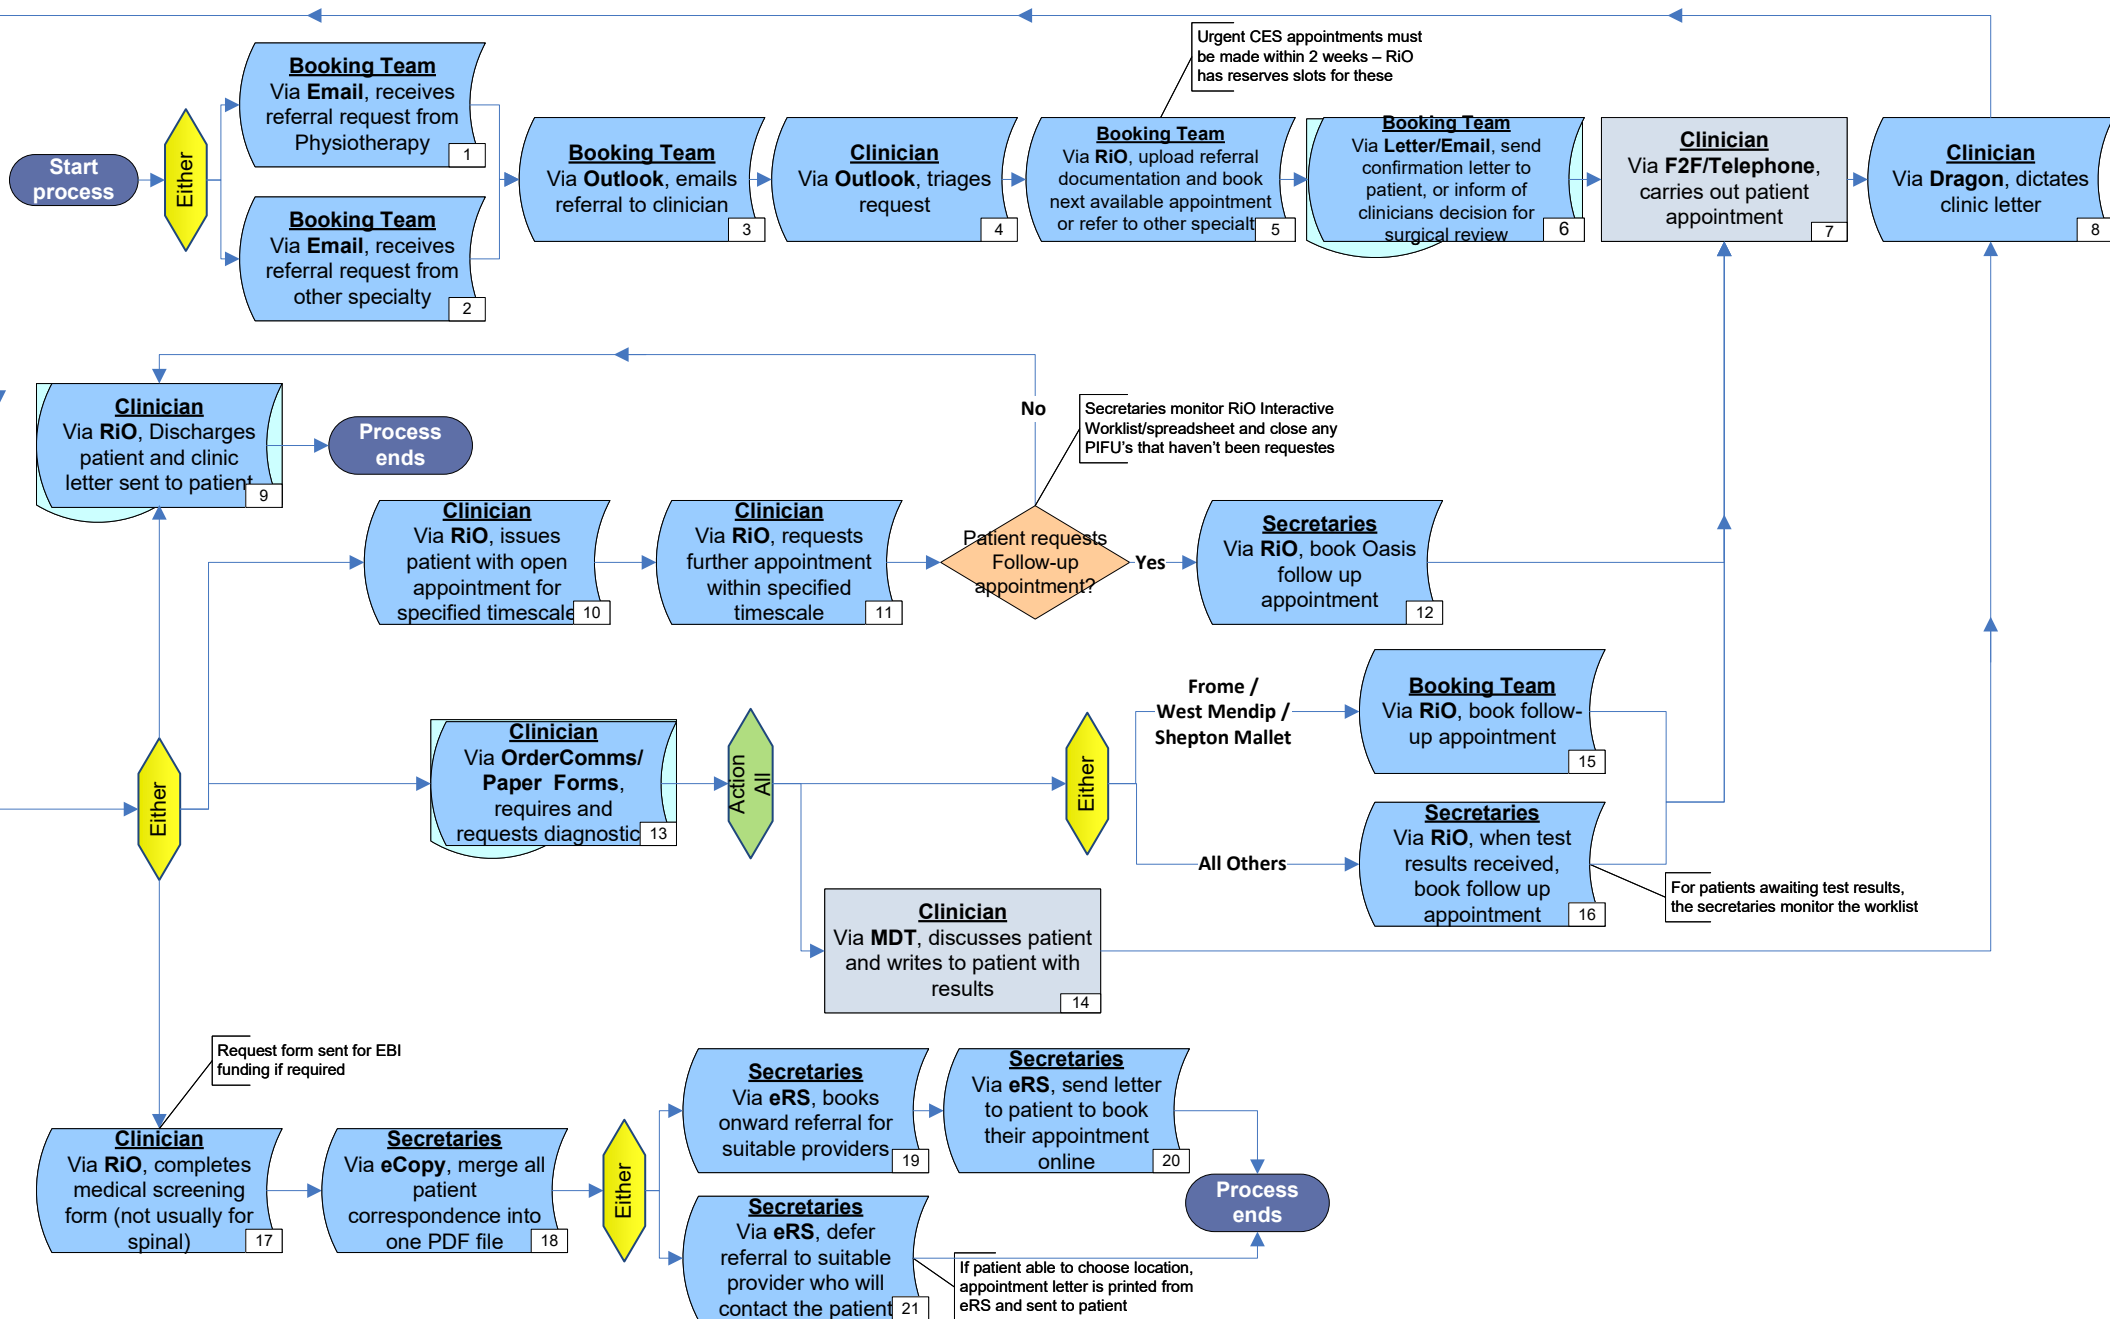 Urgent CES appointments must
be made within 2 weeks – RiO
has reserves slots for these
Start
process
Either
Booking Team
Via Email, receives
referral request from
Physiotherapy
1
Booking Team
Via Email, receives
referral request from
other specialty
2
Booking Team
Via Outlook, emails
referral to clinician
3
Clinician
Via Outlook, triages
request
4
Booking Team
Via RiO, upload referral
documentation and book
next available appointment
or refer to other specialt
5
Booking Team
Via Letter/Email, send
confirmation letter to
patient, or inform of
clinicians decision for
surgical review
6
Clinician
Via F2F/Telephone,
carries out patient
appointment
7
Clinician
Via Dragon, dictates
clinic letter
8
Clinician
Via RiO, Discharges
patient and clinic
letter sent to patient
9
Process
ends
No
Secretaries monitor RiO Interactive
Worklist/spreadsheet and close any
PIFU's that haven't been requestes
Clinician
Via RiO, issues
patient with open
appointment for
specified timescale
10
Clinician
Via RiO, requests
further appointment
within specified
timescale
11
Patient requests
Follow-up
appointment?
Yes
Secretaries
Via RiO, book Oasis
follow up
appointment
12
Either
Clinician
Via OrderComms/
Paper Forms,
requires and
requests diagnostic
13
Action
All
Either
Frome /
West Mendip /
Shepton Mallet
Booking Team
Via RiO, book follow-
up appointment
15
All Others
Secretaries
Via RiO, when test
results received,
book follow up
appointment
16
For patients awaiting test results,
the secretaries monitor the worklist
Clinician
Via MDT, discusses patient
and writes to patient with
results
14
Request form sent for EBI
funding if required
Clinician
Via RiO, completes
medical screening
form (not usually for
spinal)
17
Secretaries
Via eCopy, merge all
patient
correspondence into
one PDF file
18
Either
Secretaries
Via eRS, books
onward referral for
suitable providers
19
Secretaries
Via eRS, send letter
to patient to book
their appointment
online
20
Process
ends
Secretaries
Via eRS, defer
referral to suitable
provider who will
contact the patient
21
If patient able to choose location,
appointment letter is printed from
eRS and sent to patient